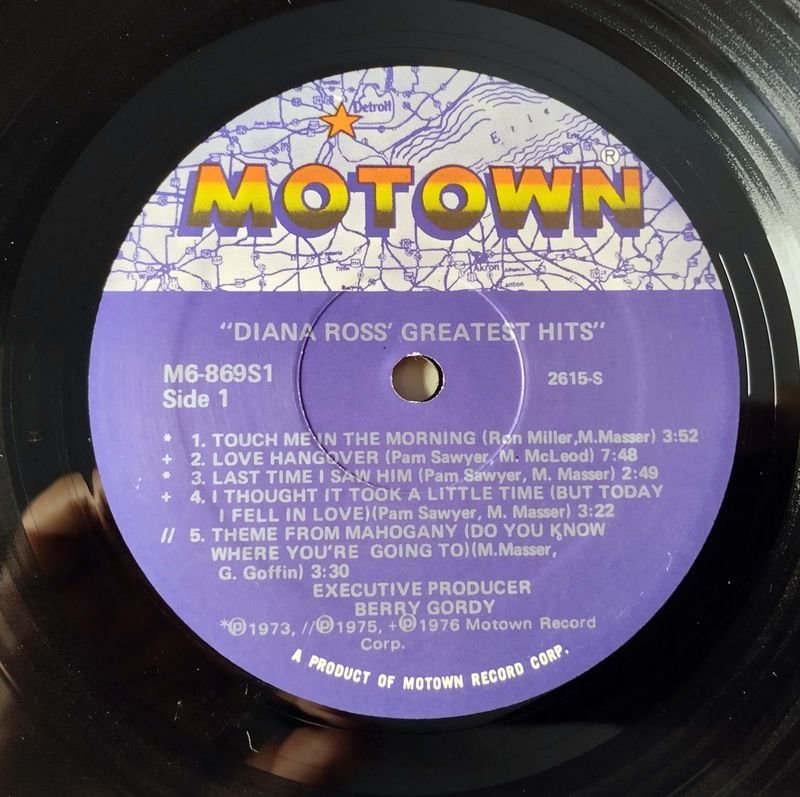 Detroit
Erie
MOTOWN®
Akron
Canton
"DIANA ROSS' GREATEST HITS"
M6-869S1
2615-S
Side 1
* 1. TOUCH ME IN THE MORNING (Ron Miller,M.Masser) 3:52
+ 2. LOVE HANGOVER (Pam Sawyer, M. McLeod) 7:48
* 3. LAST TIME I SAW HIM (Pam Sawyer, M. Masser) 2:49
+ 4. I THOUGHT IT TOOK A LITTLE TIME (BUT TODAY
I FELL IN LOVE)(Pam Sawyer, M. Masser) 3:22
// 5. THEME FROM MAHOGANY (DO YOU KNOW
WHERE YOU'RE GOING TO)(M.Masser,
G. Goffin) 3:30
EXECUTIVE PRODUCER
BERRY GORDY
*℗1973, //℗1975, +℗1976 Motown Record
Corp.
A PRODUCT OF MOTOWN RECORD CORP.